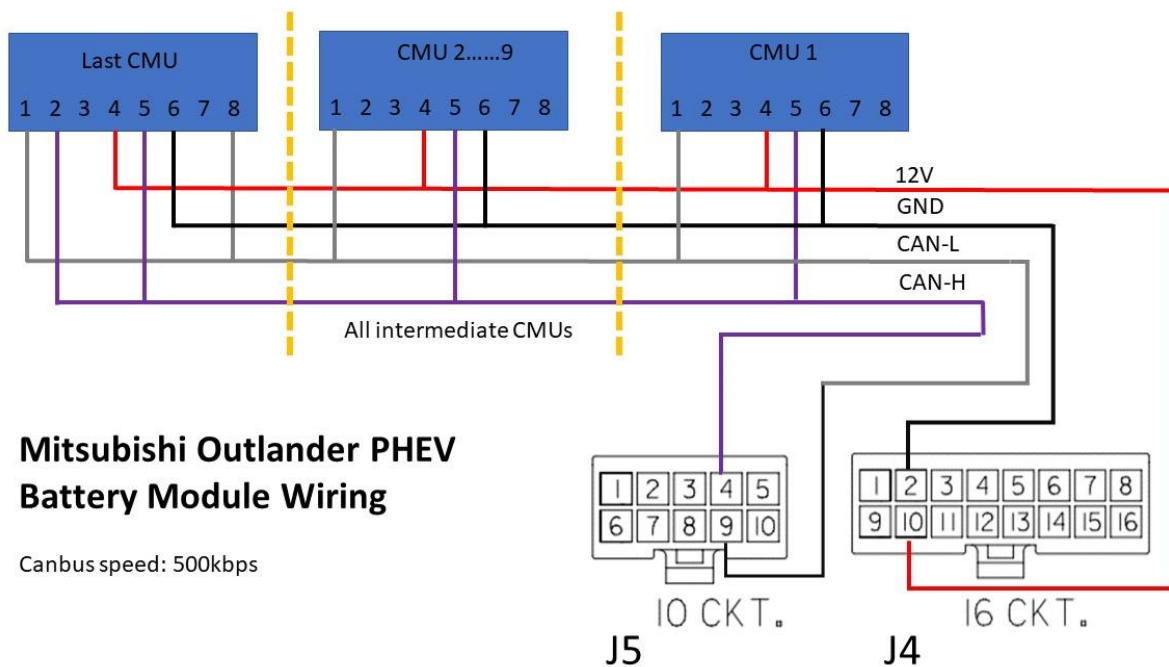 Last CMU
1 2 3 4 5 6 7 8
CMU 2......9
1 2 3 4 5 6 7 8
CMU 1
1 2 3 4 5 6 7 8
12V
GND
CAN-L
CAN-H
All intermediate CMUs
Mitsubishi Outlander PHEV
Battery Module Wiring
Canbus speed: 500kbps
1 2 3 4 5
6 7 8 9 10
10 CKT.
J5
1 2 3 4 5 6 7 8
9 10 11 12 13 14 15 16
16 CKT.
J4